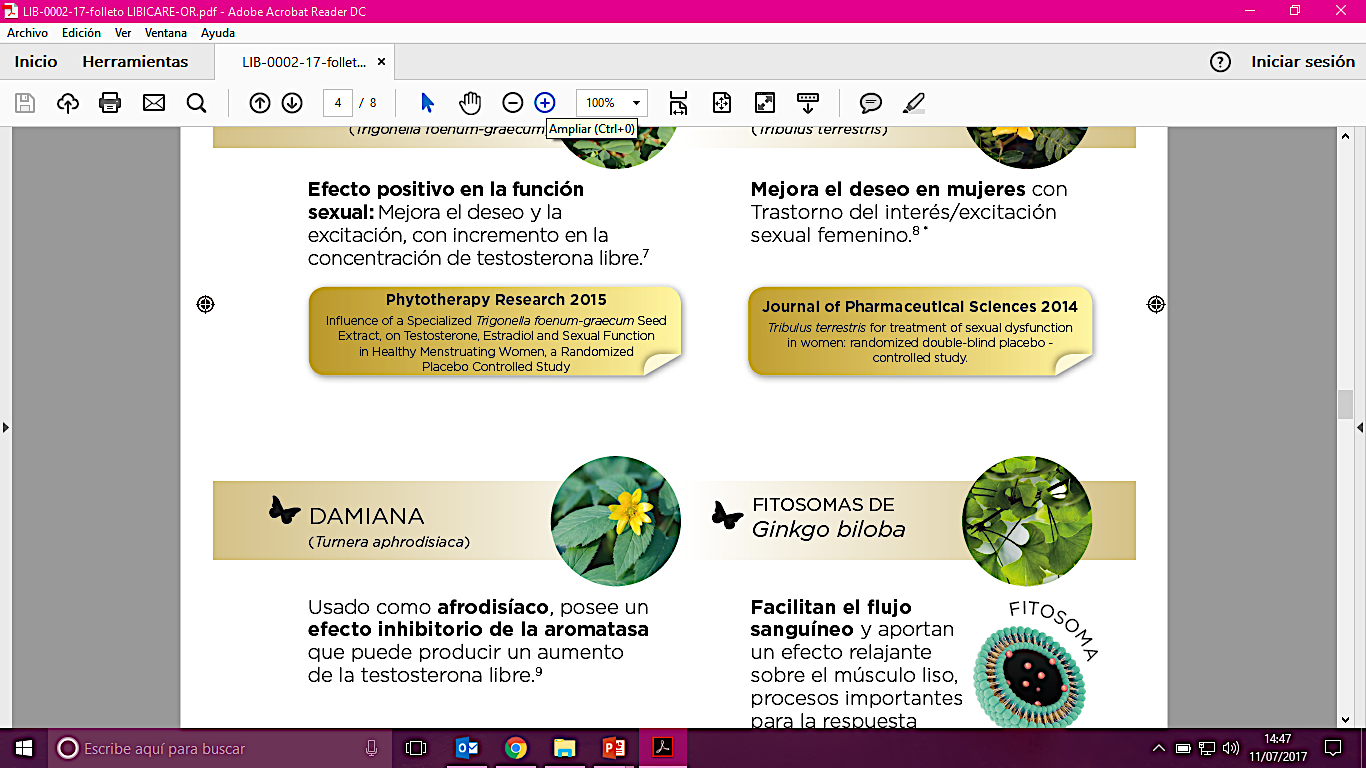 LIB-0002-17-folleto LIBICARE-OR.pdf - Adobe Acrobat Reader DC
Archivo Edición Ver Ventana Ayuda
Inicio Herramientas LIB-0002-17-follet... × ? Iniciar sesión
4 / 8 100%
Ampliar (Ctrl+0)
(Trigonella foenum-graecum
(Tribulus terrestris)
Efecto positivo en la función
sexual: Mejora el deseo y la
excitación, con incremento en la
concentración de testosterona libre.7
Mejora el deseo en mujeres con
Trastorno del interés/excitación
sexual femenino.8 *
Phytotherapy Research 2015
Influence of a Specialized Trigonella foenum-graecum Seed
Extract, on Testosterone, Estradiol and Sexual Function
in Healthy Menstruating Women, a Randomized
Placebo Controlled Study
Journal of Pharmaceutical Sciences 2014
Tribulus terrestris for treatment of sexual dysfunction
in women: randomized double-blind placebo -
controlled study.
DAMIANA
(Turnera aphrodisiaca)
FITOSOMAS DE
Ginkgo biloba
Usado como afrodisíaco, posee un
efecto inhibitorio de la aromatasa
que puede producir un aumento
de la testosterona libre.9
Facilitan el flujo
sanguíneo y aportan
un efecto relajante
sobre el músculo liso,
procesos importantes
para la respuesta
FITOSOMA
Escribe aquí para buscar
14:47
11/07/2017